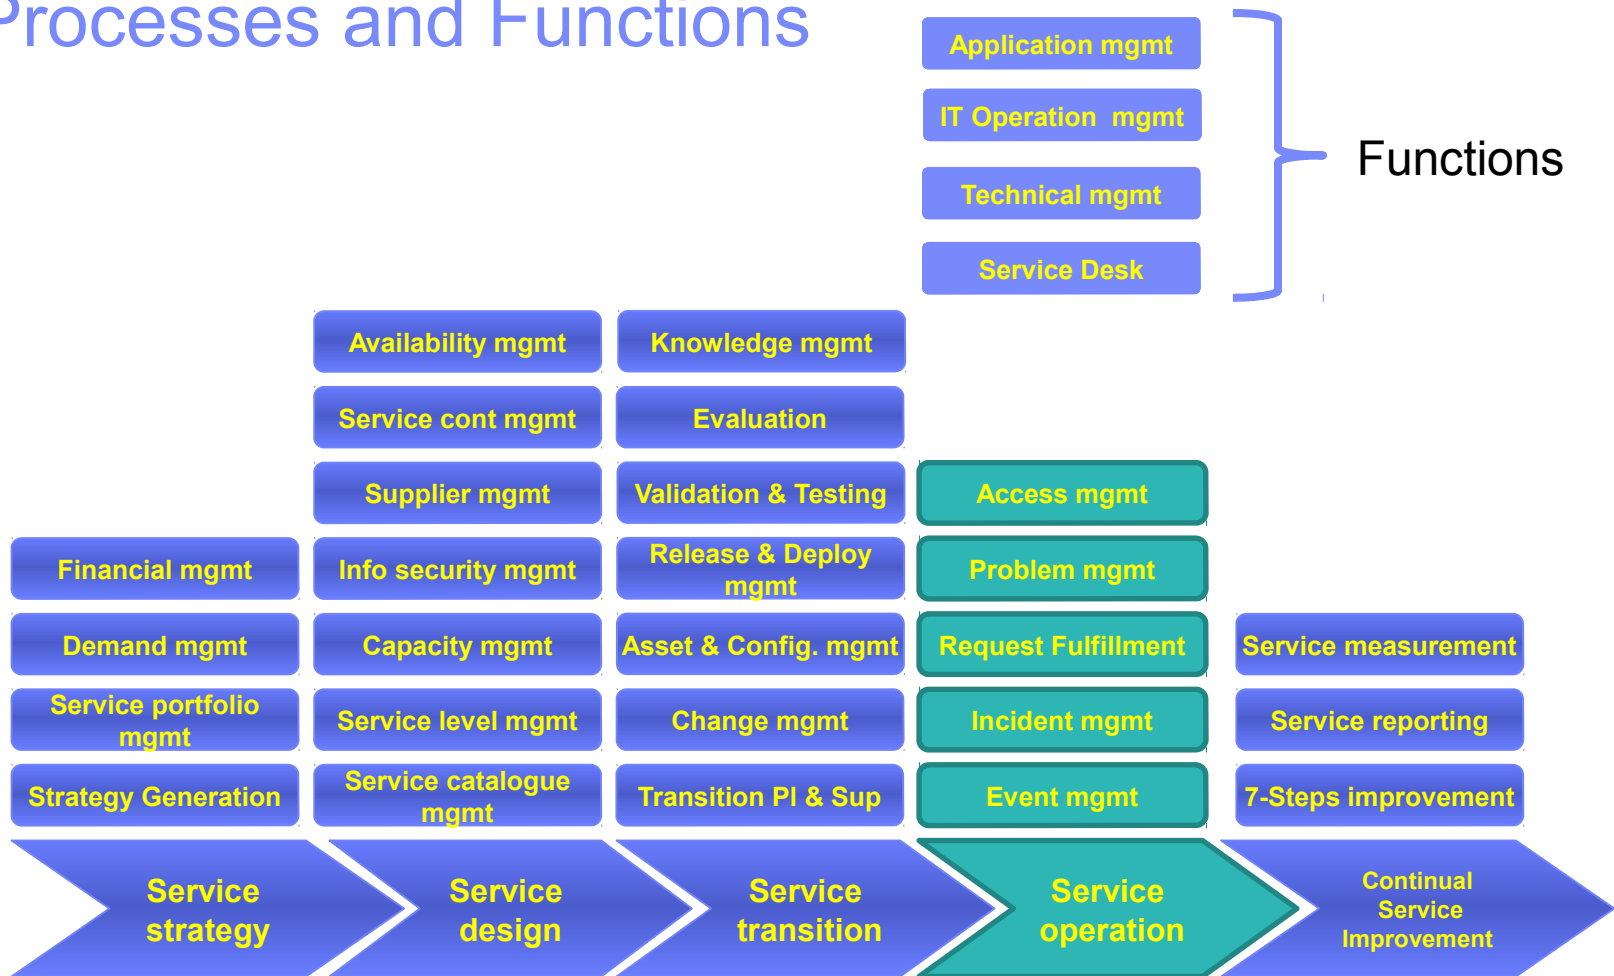 Processes and Functions
Application mgmt
IT Operation  mgmt
Technical mgmt
Service Desk
Functions
Availability mgmt
Service cont mgmt
Supplier mgmt
Info security mgmt
Capacity mgmt
Service level mgmt
Service catalogue
mgmt
Knowledge mgmt
Evaluation
Validation & Testing
Release & Deploy
mgmt
Asset & Config. mgmt
Change mgmt
Transition Pl & Sup
Financial mgmt
Demand mgmt
Service portfolio
mgmt
Strategy Generation
Access mgmt
Problem mgmt
Request Fulfillment
Incident mgmt
Event mgmt
Service measurement
Service reporting
7-Steps improvement
Service
strategy
Service
design
Service
transition
Service
operation
Continual
Service
Improvement